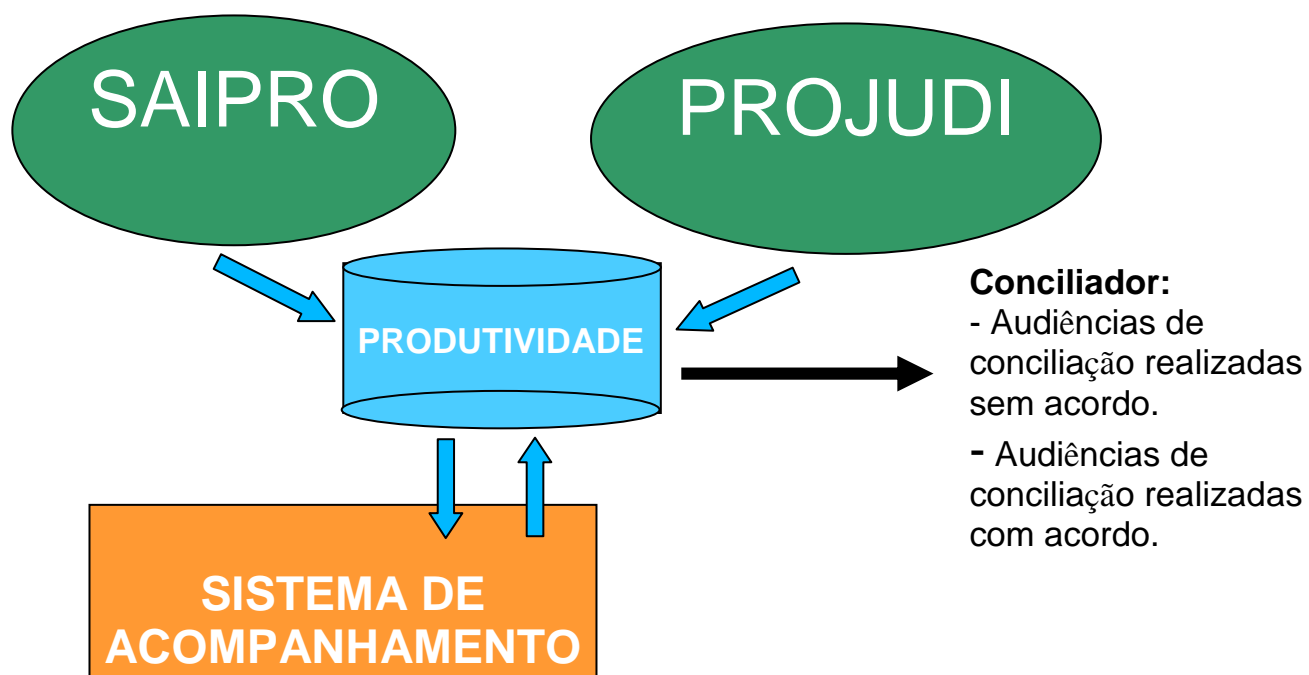 SAIPRO
PROJUDI
PRODUTIVIDADE
Conciliador:
- Audiências de
conciliação realizadas
sem acordo.
- Audiências de
conciliação realizadas
com acordo.
SISTEMA DE
ACOMPANHAMENTO